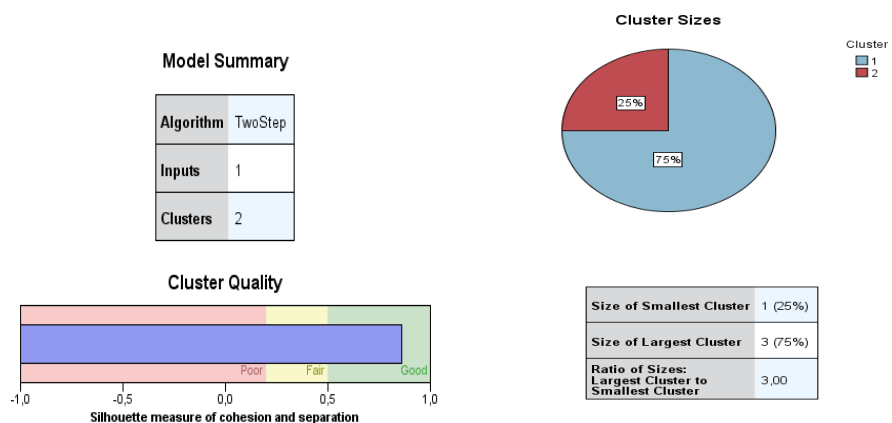 Model Summary
Algorithm TwoStep
Inputs 1
Clusters 2
Cluster Quality
Poor Fair Good
-1,0 -0,5 0,0 0,5 1,0
Silhouette measure of cohesion and separation
Cluster Sizes
Cluster
1
2
25%
75%
Size of Smallest Cluster 1 (25%)
Size of Largest Cluster 3 (75%)
Ratio of Sizes:
Largest Cluster to
Smallest Cluster 3,00